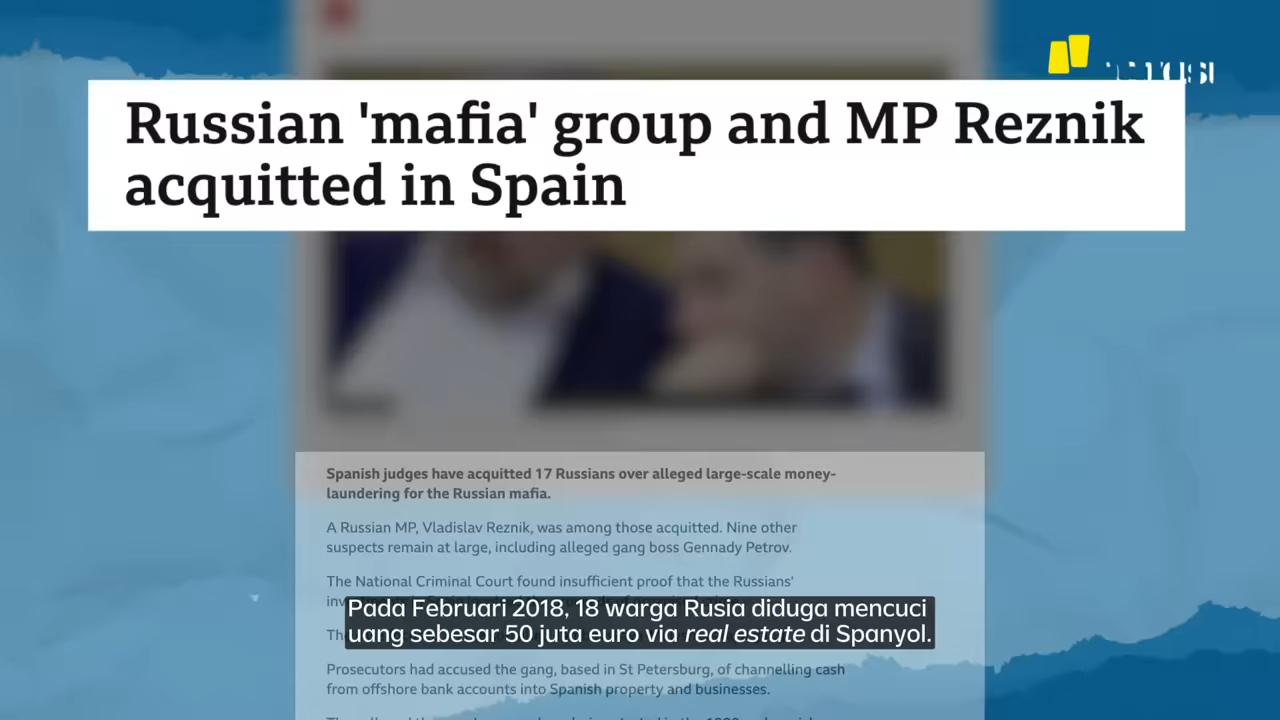 Russian 'mafia' group and MP Reznik
acquitted in Spain
Spanish judges have acquitted 17 Russians over alleged large-scale money-
laundering for the Russian mafia.
A Russian MP, Vladislav Reznik, was among those acquitted. Nine other
suspects remain at large, including alleged gang boss Gennady Petrov.
The National Criminal Court found insufficient proof that the Russians'
Pada Februari 2018, 18 warga Rusia diduga mencuci
uang sebesar 50 juta euro via real estate di Spanyol.
Prosecutors had accused the gang, based in St Petersburg, of channelling cash
from offshore bank accounts into Spanish property and businesses.